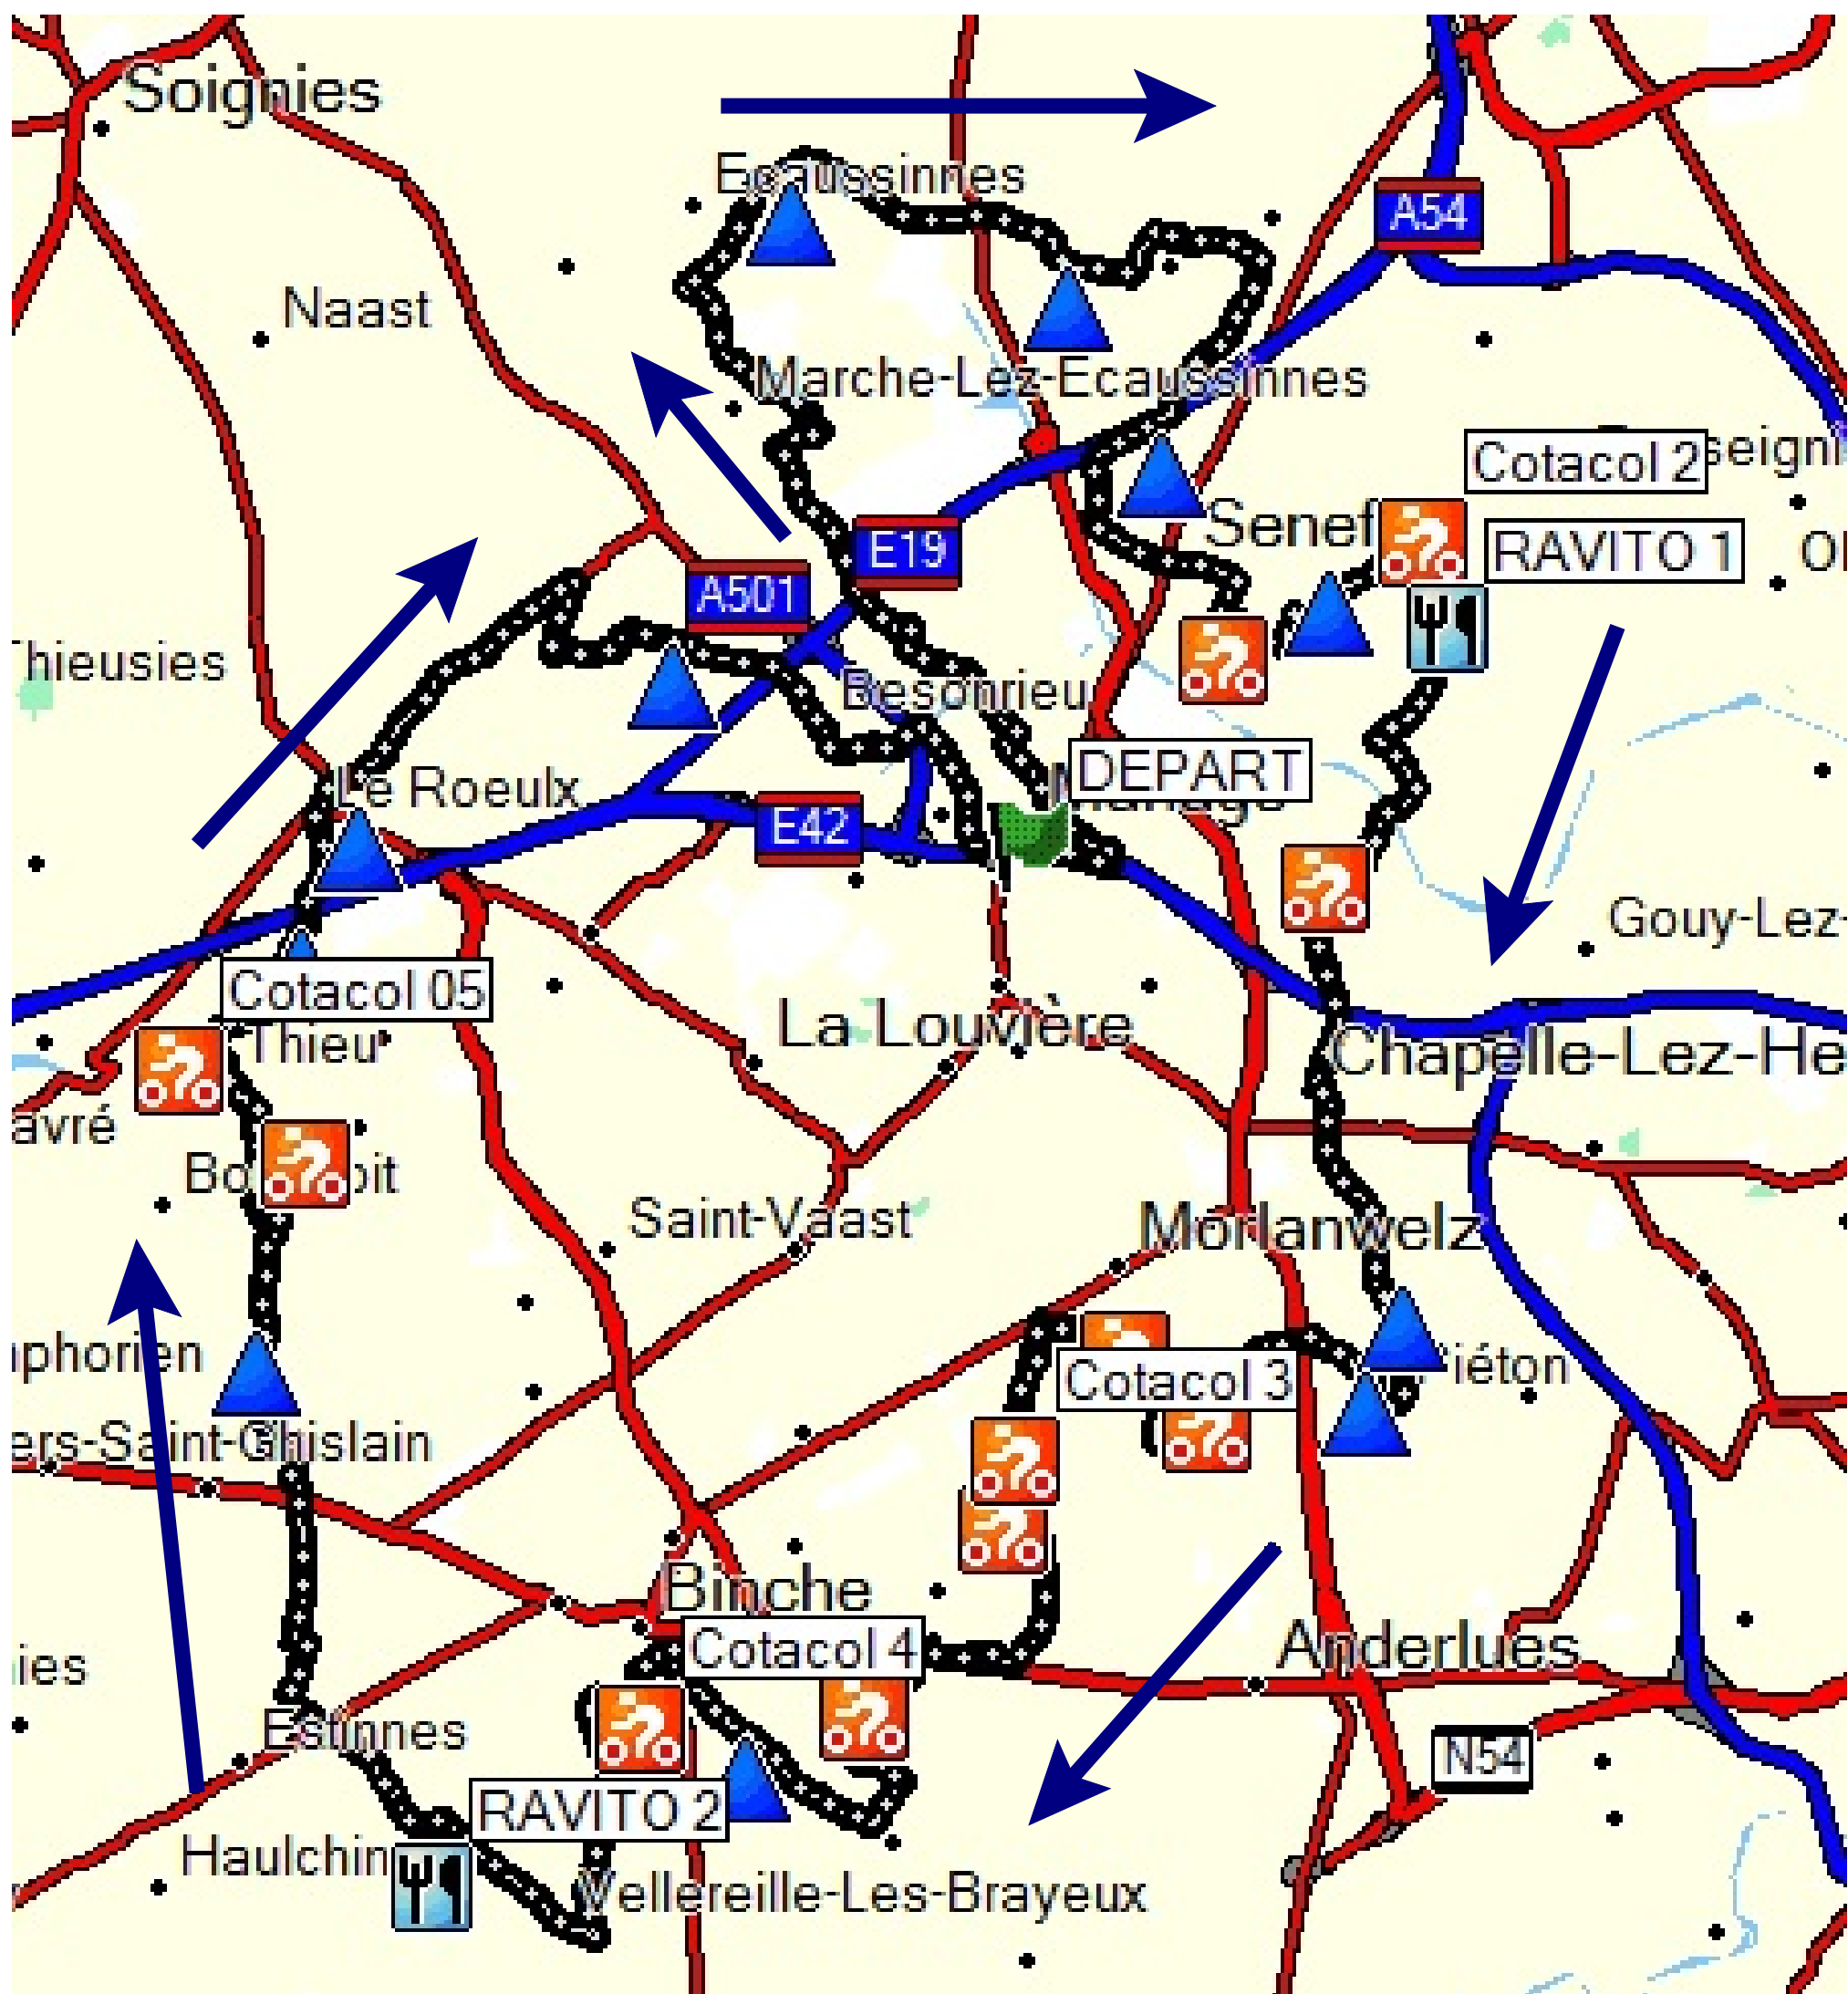 Soignies
Ecaussinnes
A54
Naast
Marche-Lez-Ecaussinnes
Cotacol 2
seigni
Senef
RAVITO 1
E19
A501
Thieusies
Besonrieu
DEPART
Le Roeulx
E42
Gouy-Lez-
Cotacol 05
La Louvière
Thieu
Chapelle-Lez-He
avré
Saint-Vaast
Morlanwelz
phorien
Cotacol 3
iéton
ers-Saint-Ghislain
Binche
Cotacol 4
Anderlues
ies
Estinnes
N54
RAVITO 2
Haulchin
Vellereille-Les-Brayeux